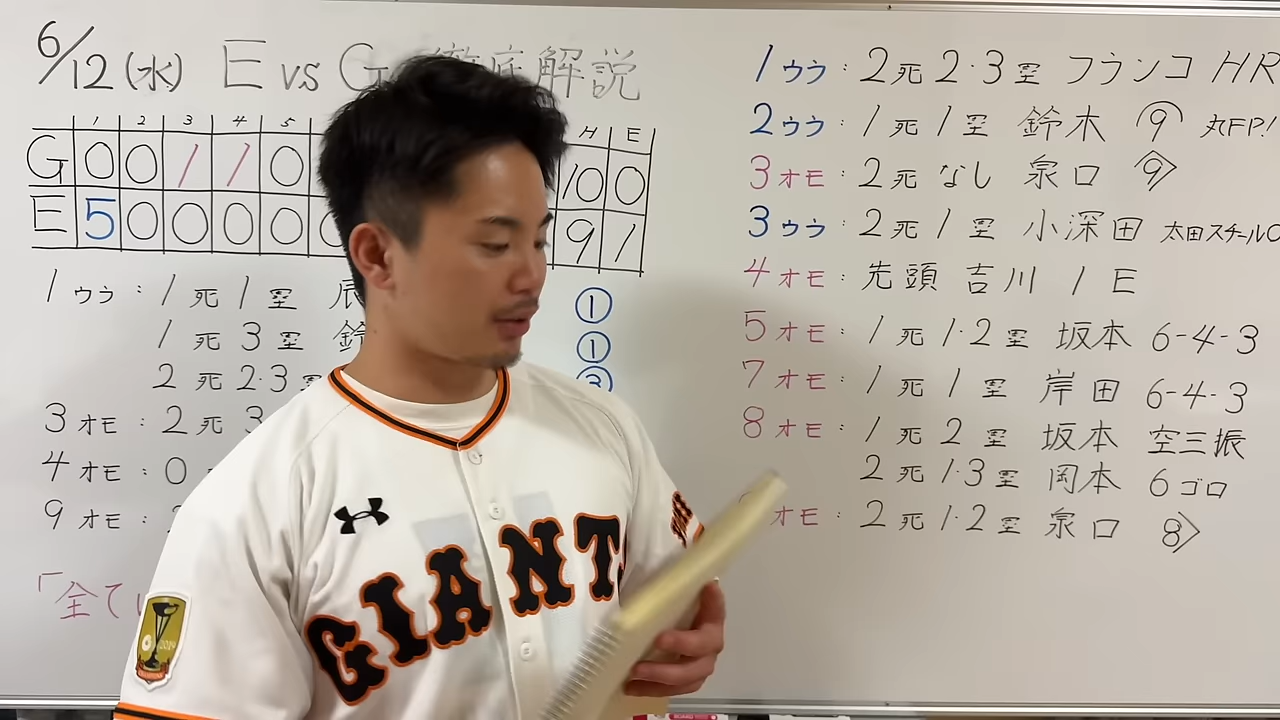 6/12(水) E vs G 徹底解説
1 2 3 4 5 H E
G 0 0 1 1 0 10 0
E 5 0 0 0 0 0 9 1
1ウラ:1死1塁 辰 ①
1死3塁 鈴 ①
2死2・3塁 ③
3オモ:2死3
4オモ:0
9オモ:
「全て
1ウラ:2死2・3塁 フランコ HR
2ウラ:1死1塁 鈴木 9 丸FP!
3オモ:2死なし 泉口 9
3ウラ:2死1塁 小深田 太田スチール
4オモ:先頭 吉川 1E
5オモ:1死1・2塁 坂本 6-4-3
7オモ:1死1塁 岸田 6-4-3
8オモ:1死2塁 坂本 空三振
2死1・3塁 岡本 6ゴロ
オモ:2死1・2塁 泉口 8
GIANTS